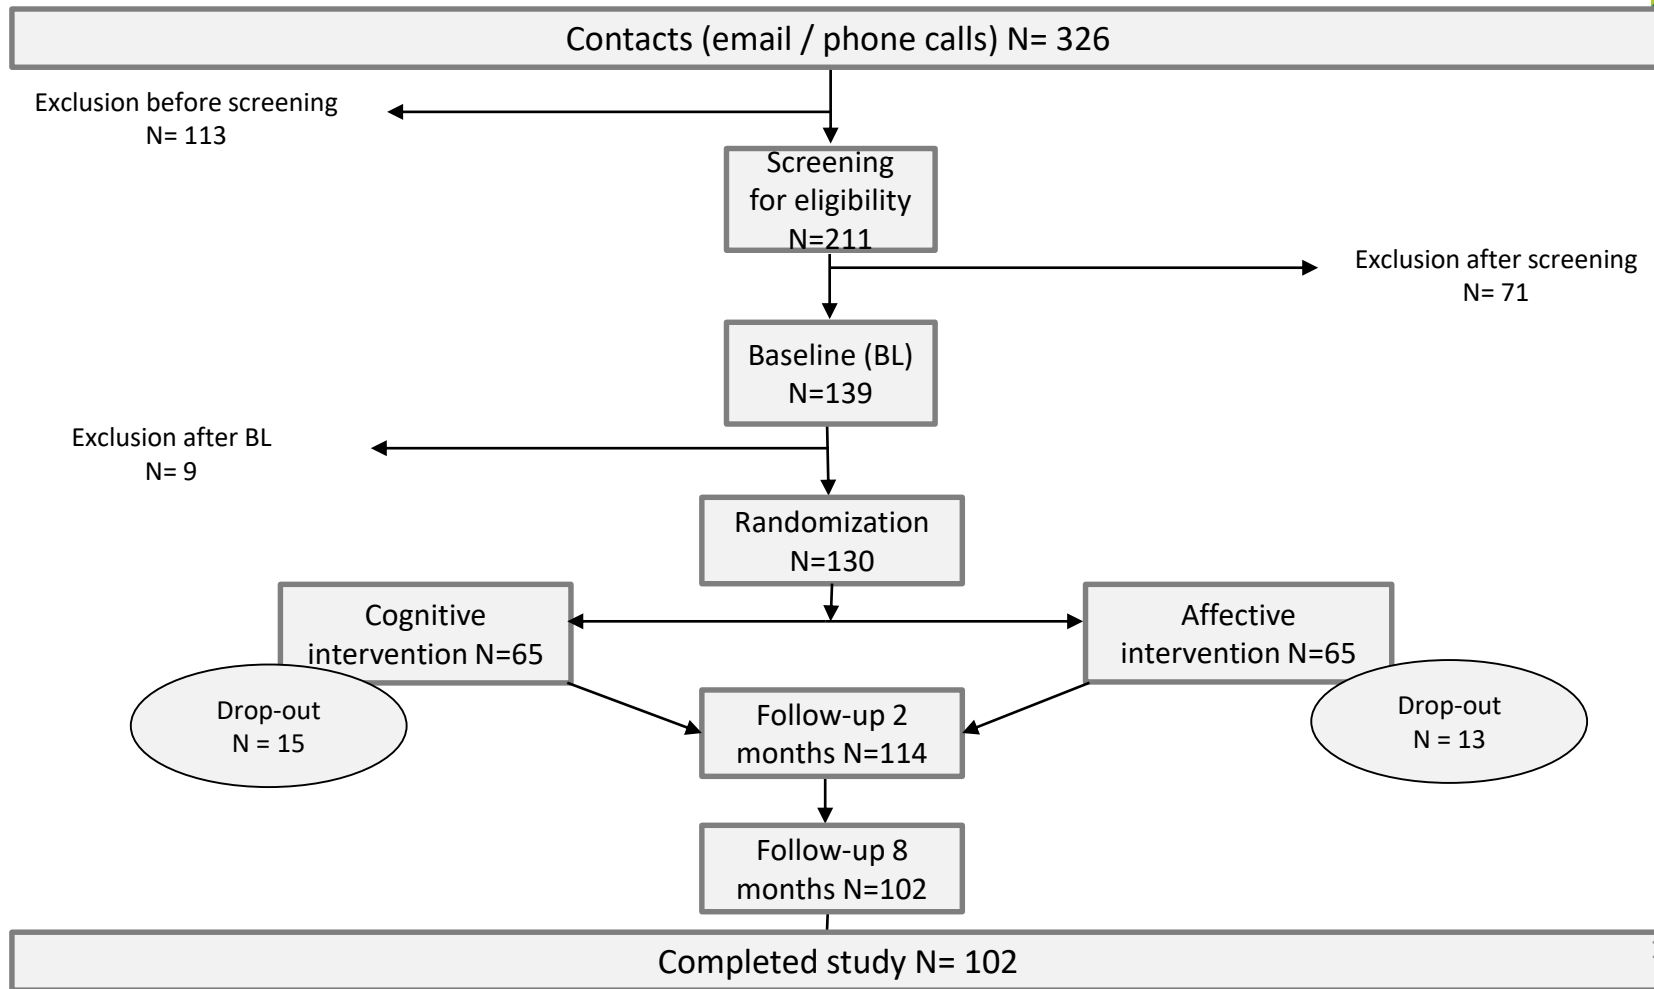 Contacts (email / phone calls) N= 326
Exclusion before screening
N= 113
Screening
for eligibility
N=211
Exclusion after screening
N= 71
Baseline (BL)
N=139
Exclusion after BL
N= 9
Randomization
N=130
Cognitive
intervention N=65
Affective
intervention N=65
Drop-out
N = 15
Follow-up 2
months N=114
Drop-out
N = 13
Follow-up 8
months N=102
Completed study N= 102